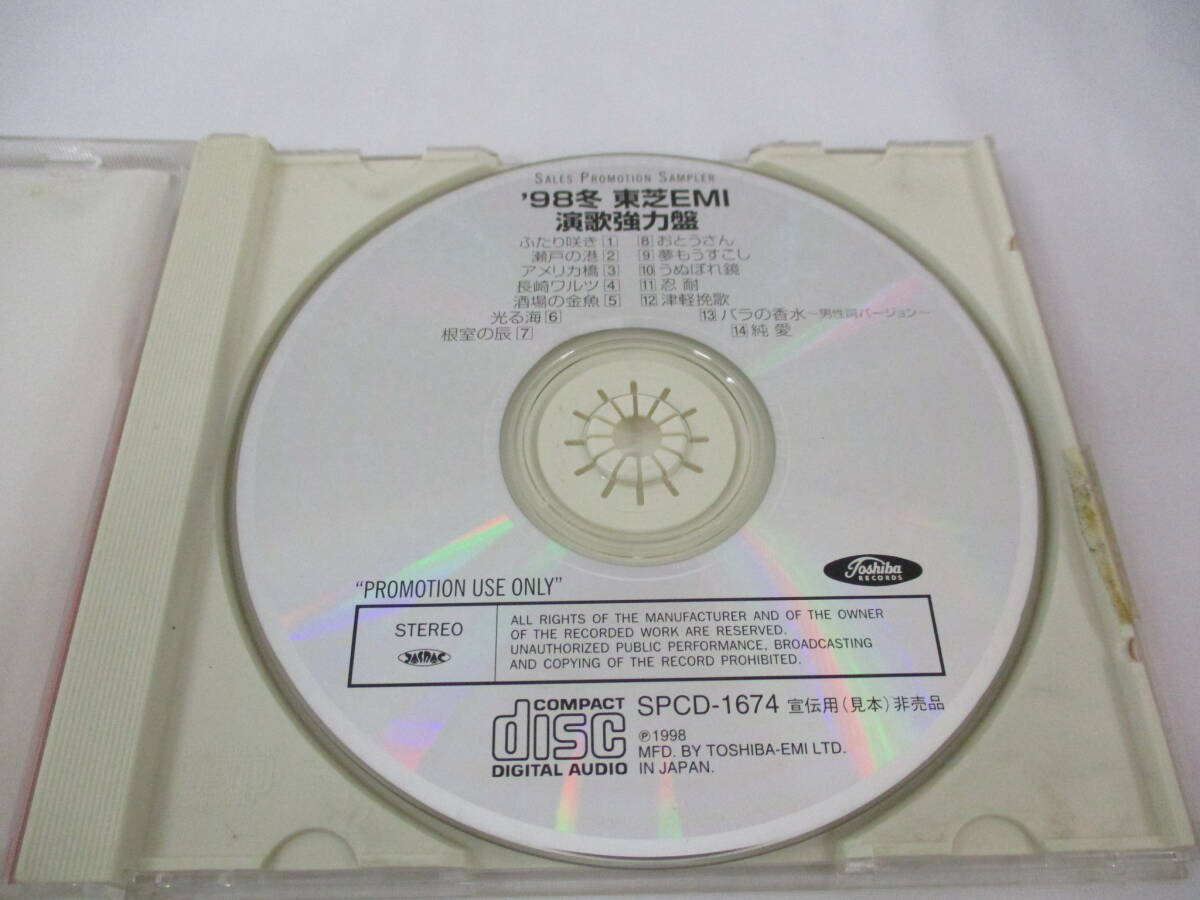 SALES PROMOTION SAMPLER
'98冬 東芝EMI
演歌強力盤
ふたり咲き 1
瀬戸の港 2
アメリカ橋 3
長崎ワルツ 4
酒場の金魚 5
光る海 6
根室の辰 7
8 おとうさん
9 夢もうすこし
10 うぬぼれ鏡
11 忍耐
12 津軽挽歌
13 バラの香水～男性詞バージョン～
14 純愛
"PROMOTION USE ONLY"
Toshiba
RECORDS
STEREO
JASRAC
ALL RIGHTS OF THE MANUFACTURER AND OF THE OWNER
OF THE RECORDED WORK ARE RESERVED.
UNAUTHORIZED PUBLIC PERFORMANCE, BROADCASTING
AND COPYING OF THE RECORD PROHIBITED.
COMPACT
disc
DIGITAL AUDIO
SPCD-1674 宣伝用(見本)非売品
℗1998
MFD. BY TOSHIBA-EMI LTD.
IN JAPAN.